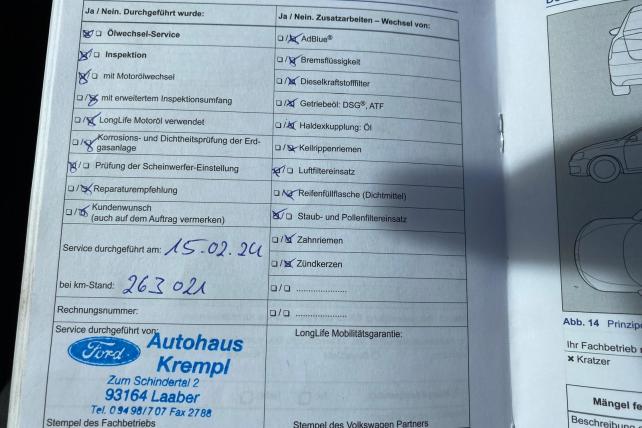 Ja / Nein. Durchgeführt wurde:
Ölwechsel-Service
Inspektion
mit Motorölwechsel
mit erweitertem Inspektionsumfang
LongLife Motoröl verwendet
Korrosions- und Dichtheitsprüfung der Erd-
gasanlage
Prüfung der Scheinwerfer-Einstellung
Reparaturempfehlung
Kundenwunsch
(auch auf dem Auftrag vermerken)
Service durchgeführt am: 15.02.24
bei km-Stand: 263 021
Rechnungsnummer:
Service durchgeführt von:
Ford
Autohaus
Krempl
Zum Schindertal 2
93164 Laaber
Tel. 09498/707 Fax 2788
Stempel des Fachbetriebs
Ja / Nein. Zusatzarbeiten – Wechsel von:
AdBlue®
Bremsflüssigkeit
Dieselkraftstofffilter
Getriebeöl: DSG®, ATF
Haldexkupplung: Öl
Keilrippenriemen
Luftfiltereinsatz
Reifenfüllflasche (Dichtmittel)
Staub- und Pollenfiltereinsatz
Zahnriemen
Zündkerzen
LongLife Mobilitätsgarantie:
Stempel des Volkswagen Partners
Abb. 14
Ihr Fachbetrieb
× Kratzer
Mängel